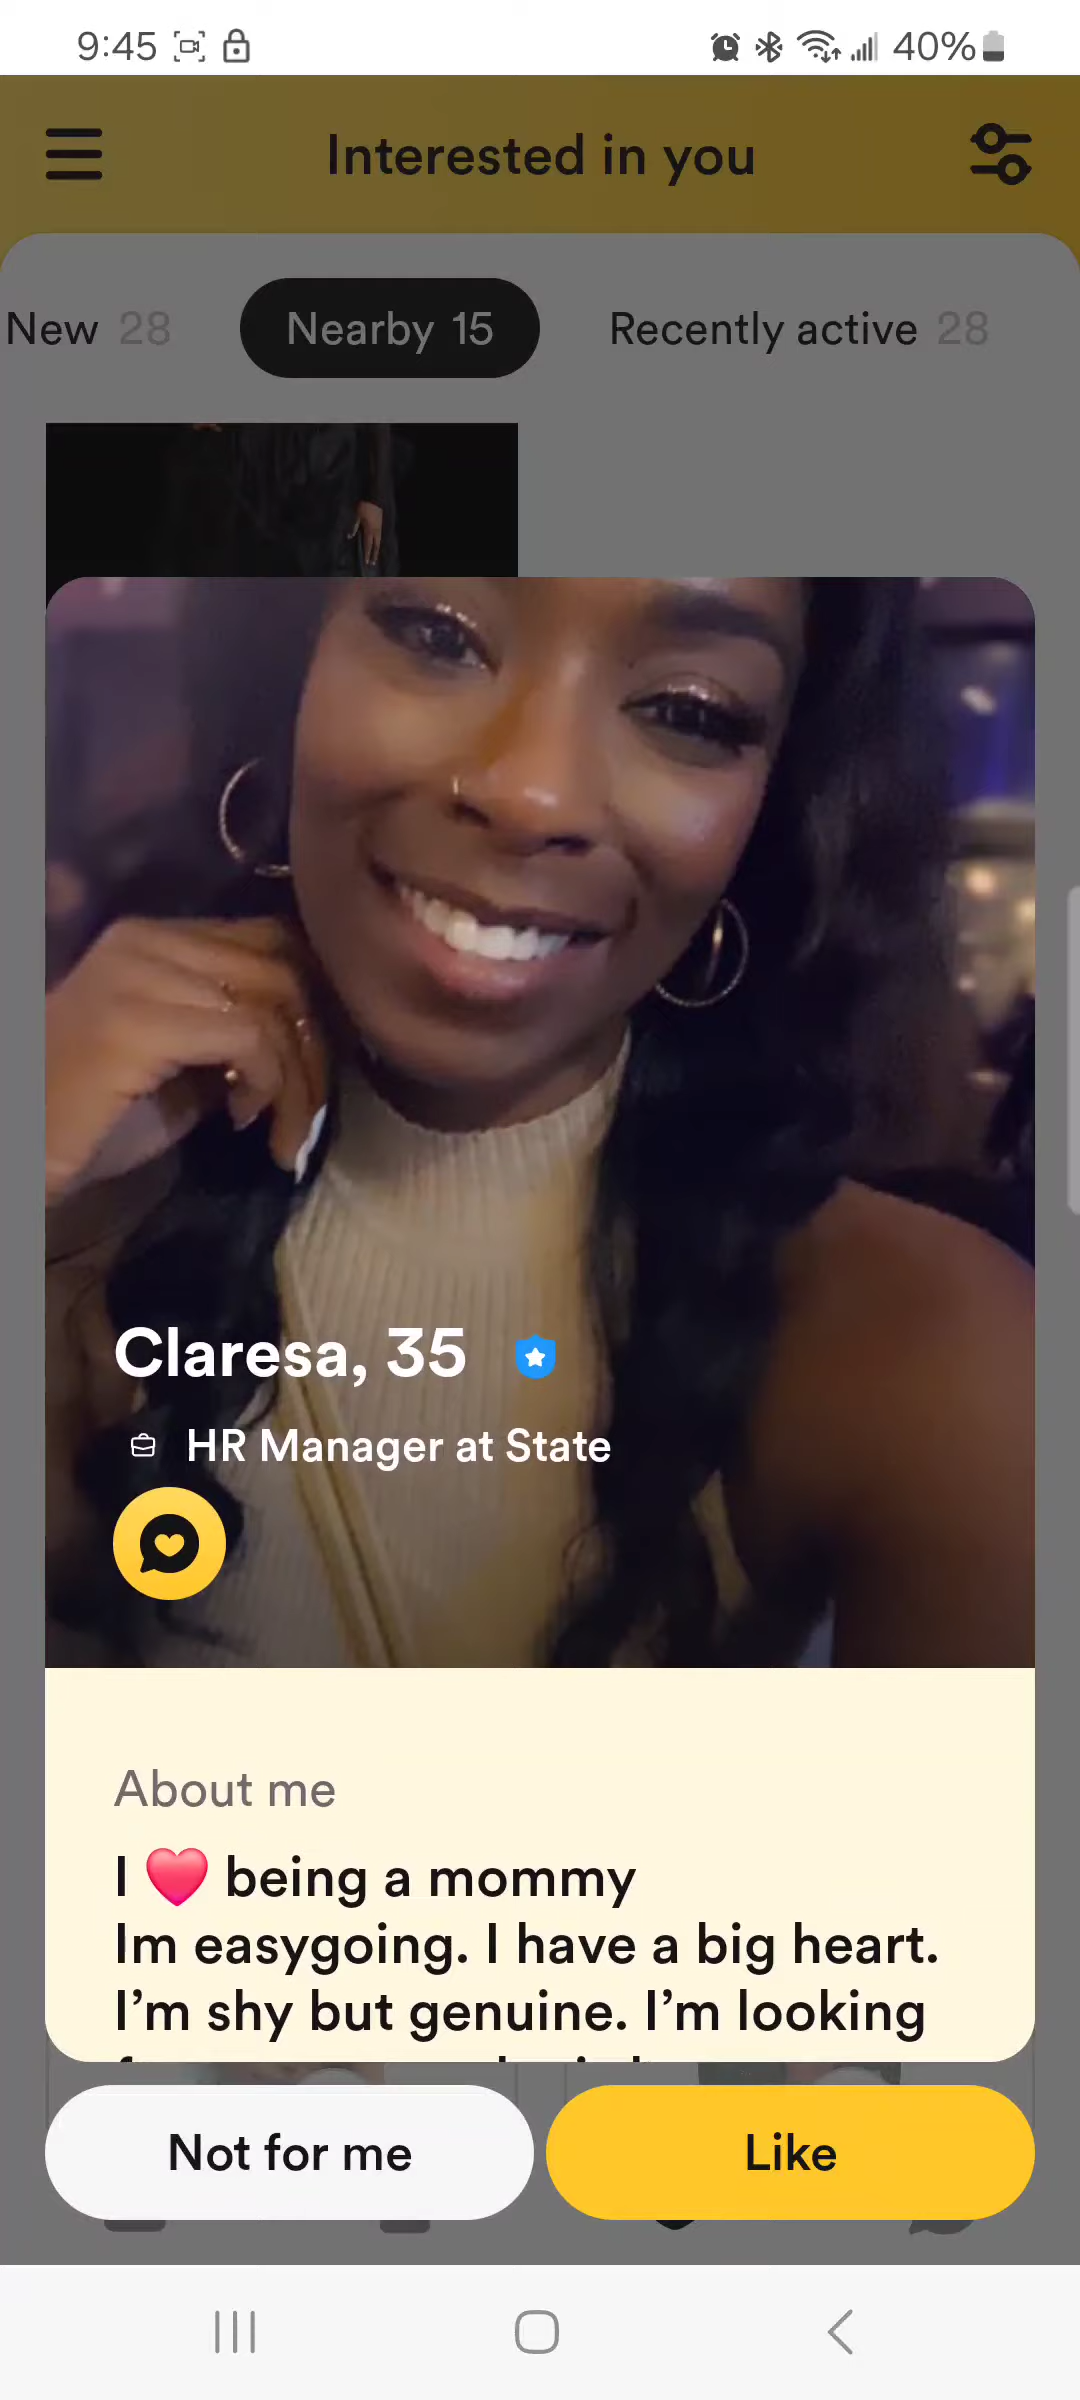 9:45
40%
Interested in you
New 28
Nearby 15
Recently active 28
Claresa, 35
HR Manager at State
About me
I ❤️ being a mommy
Im easygoing. I have a big heart.
I’m shy but genuine. I’m looking
Not for me
Like